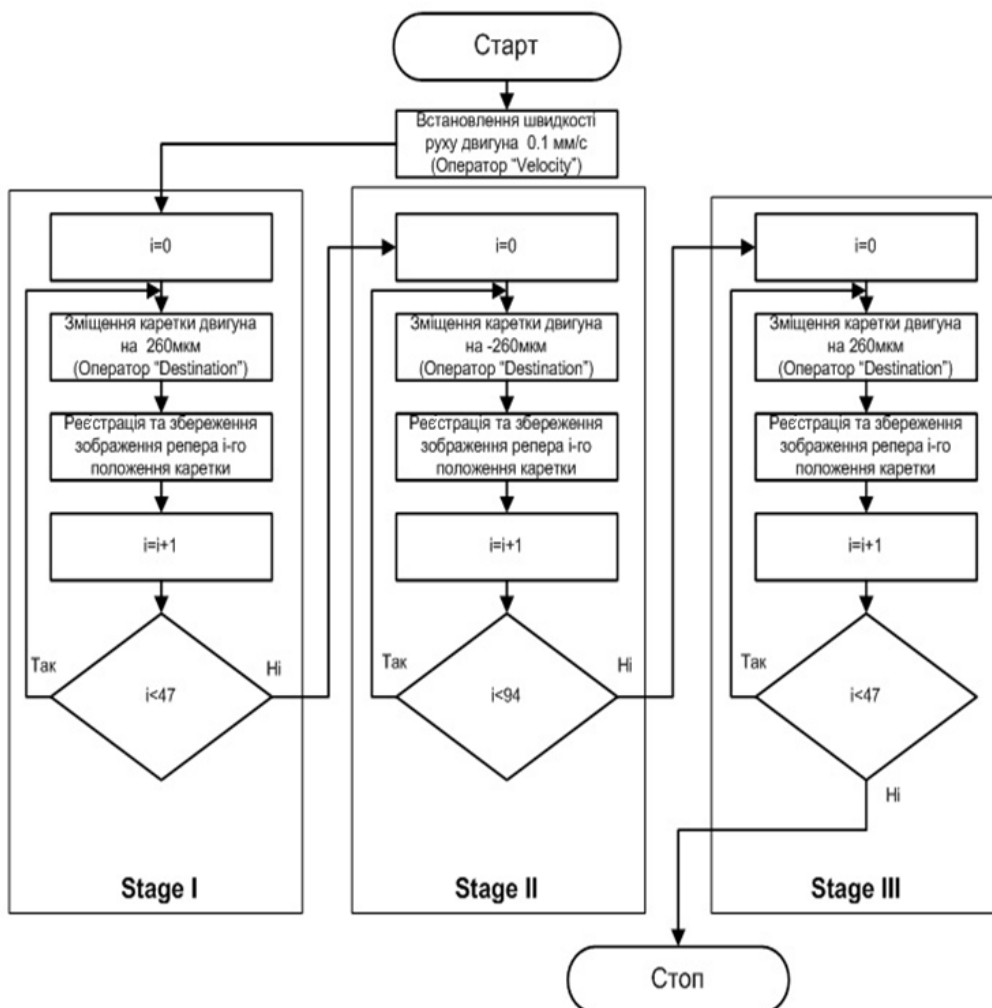 Старт
Встановлення швидкості
руху двигуна 0.1 мм/с
(Оператор “Velocity”)
i=0
Зміщення каретки двигуна
на 260мкм
(Оператор “Destination”)
Реєстрація та збереження
зображення репера i-го
положення каретки
i=i+1
Так
Ні
i<47
Stage I
i=0
Зміщення каретки двигуна
на -260мкм
(Оператор “Destination”)
Реєстрація та збереження
зображення репера i-го
положення каретки
i=i+1
Так
Ні
i<94
Stage II
i=0
Зміщення каретки двигуна
на 260мкм
(Оператор “Destination”)
Реєстрація та збереження
зображення репера i-го
положення каретки
i=i+1
Так
i<47
Ні
Stage III
Стоп